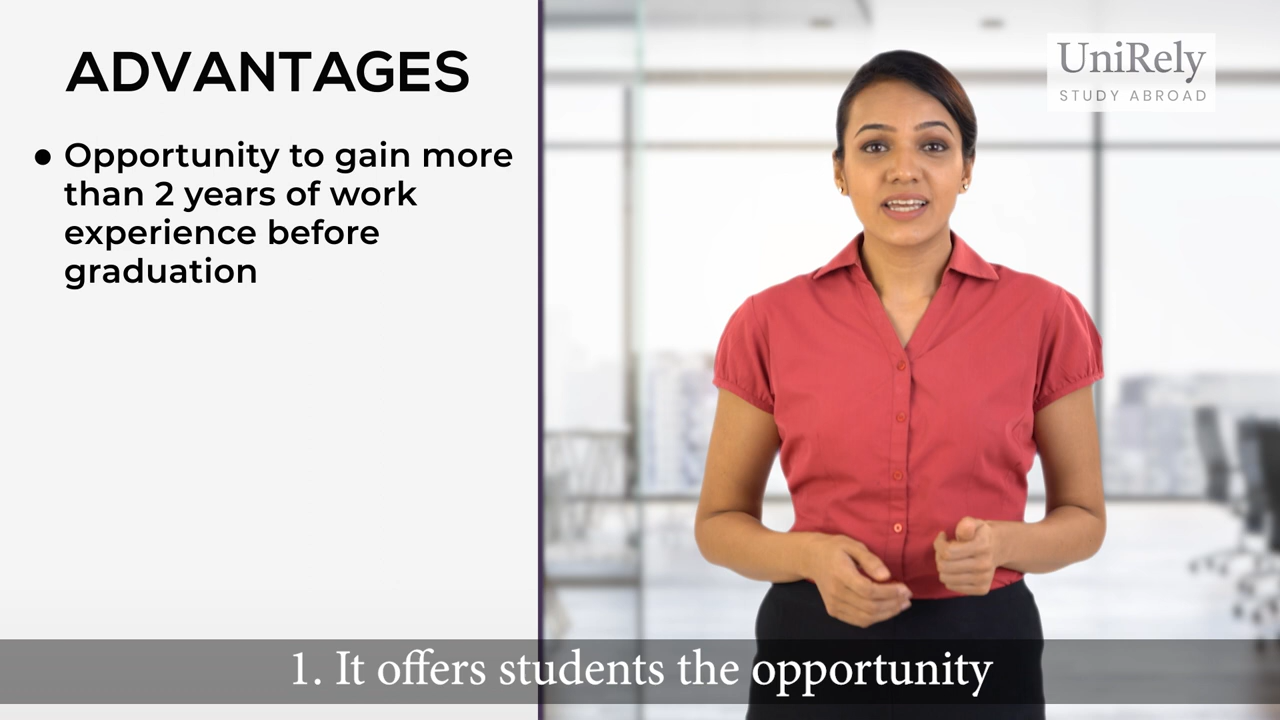 ADVANTAGES
● Opportunity to gain more
than 2 years of work
experience before
graduation
UniRely
STUDY ABROAD
1. It offers students the opportunity